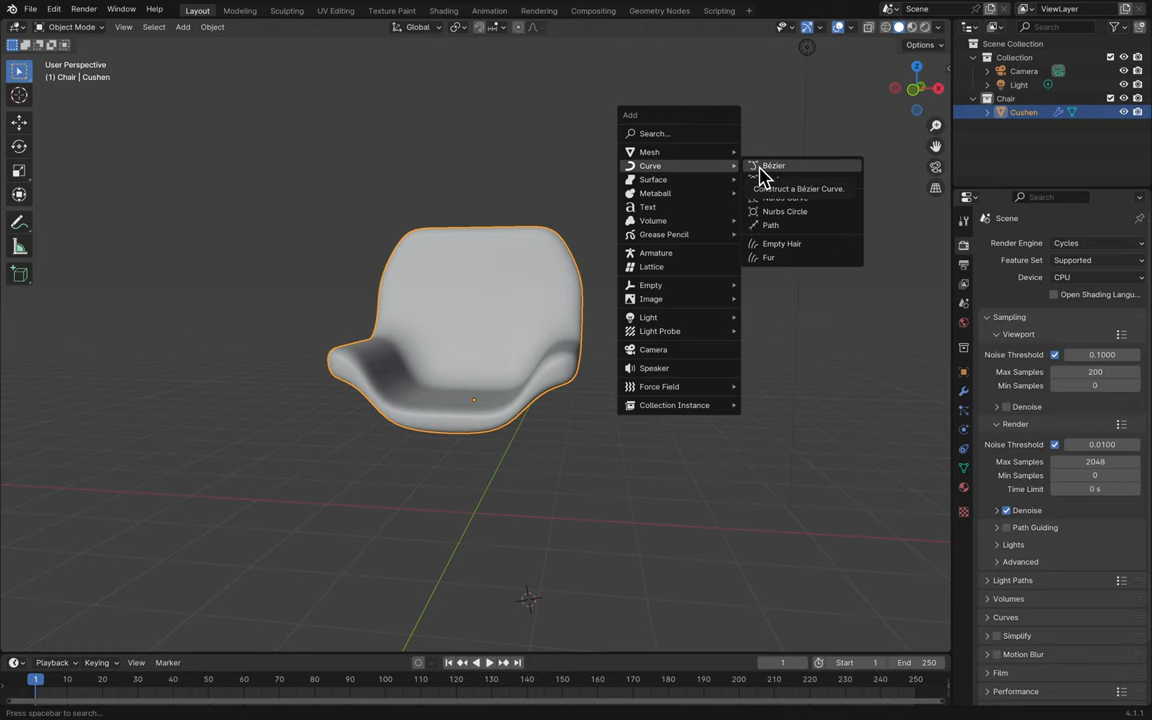 File Edit Render Window Help
Layout Modeling Sculpting UV Editing Texture Paint Shading Animation Rendering Compositing Geometry Nodes Scripting +
Scene
ViewLayer
Object Mode
View Select Add Object
Global
Options
User Perspective
(1) Chair | Cushen
X
Z
Add
Search...
Mesh
Curve
Surface
Metaball
Text
Volume
Grease Pencil
Armature
Lattice
Empty
Image
Light
Light Probe
Camera
Speaker
Force Field
Collection Instance
Bézier
Construct a Bézier Curve.
Nurbs Curve
Nurbs Circle
Path
Empty Hair
Fur
Search
Scene Collection
Collection
Camera
Light
Chair
Cushen
Search
Scene
Render Engine Cycles
Feature Set Supported
Device CPU
Open Shading Langu...
Sampling
Viewport
Noise Threshold 0.1000
Max Samples 200
Min Samples 0
Denoise
Render
Noise Threshold 0.0100
Max Samples 2048
Min Samples 0
Time Limit 0 s
Denoise
Path Guiding
Lights
Advanced
Light Paths
Volumes
Curves
Simplify
Motion Blur
Film
Performance
Playback Keying View Marker
1
Start 1 End 250
1 10 20 30 40 50 60 70 80 90 100 110 120 130 140 150 160 170 180 190 200 210 220 230 240 250
Press spacebar to search...
4.1.1